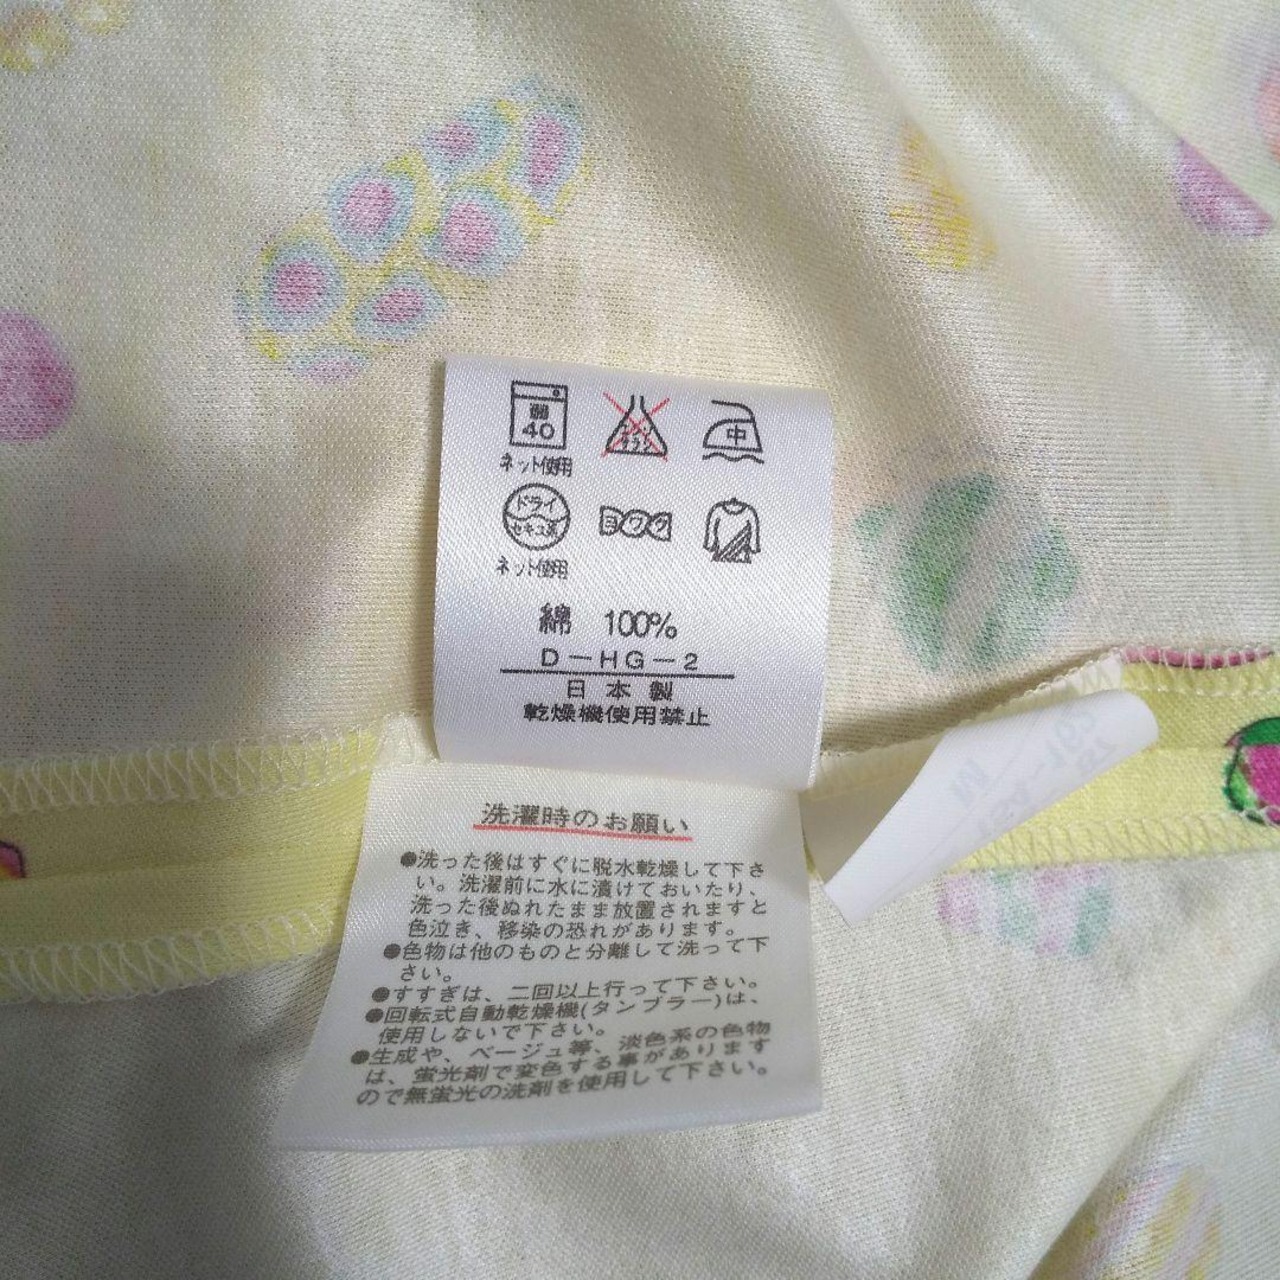 弱
40
ネット使用
エンソ
サラシ
中
ドライ
セキユ系
ネット使用
ヨワク
綿 100%
D-HG-2
日本製
乾燥機使用禁止
洗濯時のお願い
●洗った後はすぐに脱水乾燥して下さ
い。洗濯前に水に漬けておいたり、
洗った後ぬれたまま放置されますと
色泣き、移染の恐れがあります。
●色物は他のものと分離して洗って下
さい。
●すすぎは、二回以上行って下さい。
●回転式自動乾燥機(タンブラー)は、
使用しないで下さい。
●生成や、ベージュ等、淡色系の色物
は、蛍光剤で変色する事があります
ので無蛍光の洗剤を使用して下さい。
M